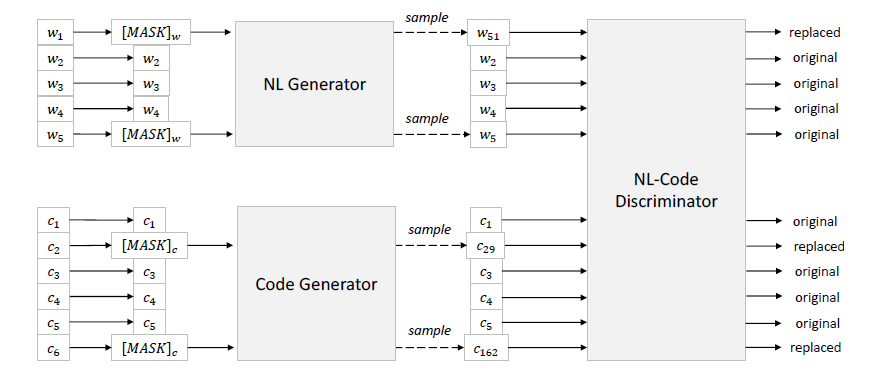 sample
w1 [MASK]w w51 replaced
w2 w2 w2 original
w3 w3 NL Generator w3 original
w4 w4 w4 original
sample
w5 [MASK]w w5 original
NL-Code
Discriminator
c1 c1 c1 original
sample
c2 [MASK]c c29 replaced
c3 c3 c3 original
Code Generator
c4 c4 c4 original
c5 c5 c5 original
sample
c6 [MASK]c c162 replaced